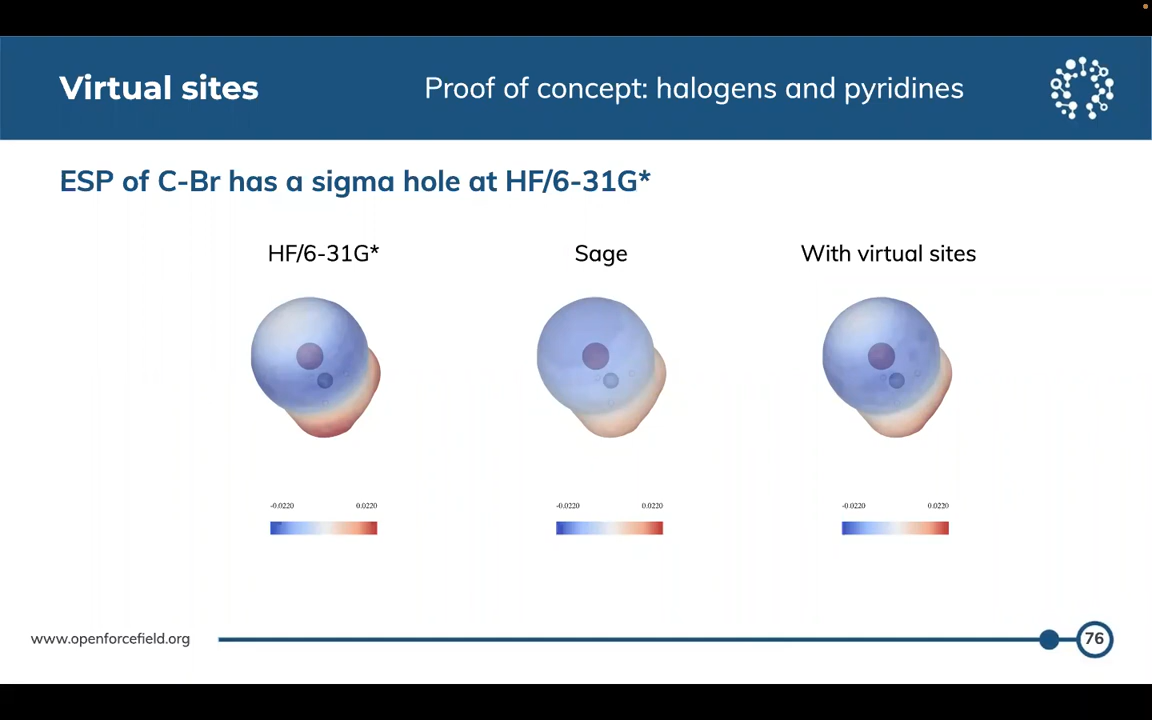 Virtual sites
Proof of concept: halogens and pyridines
ESP of C-Br has a sigma hole at HF/6-31G*
HF/6-31G*
Sage
With virtual sites
-0.0220 0.0220
-0.0220 0.0220
-0.0220 0.0220
www.openforcefield.org
76